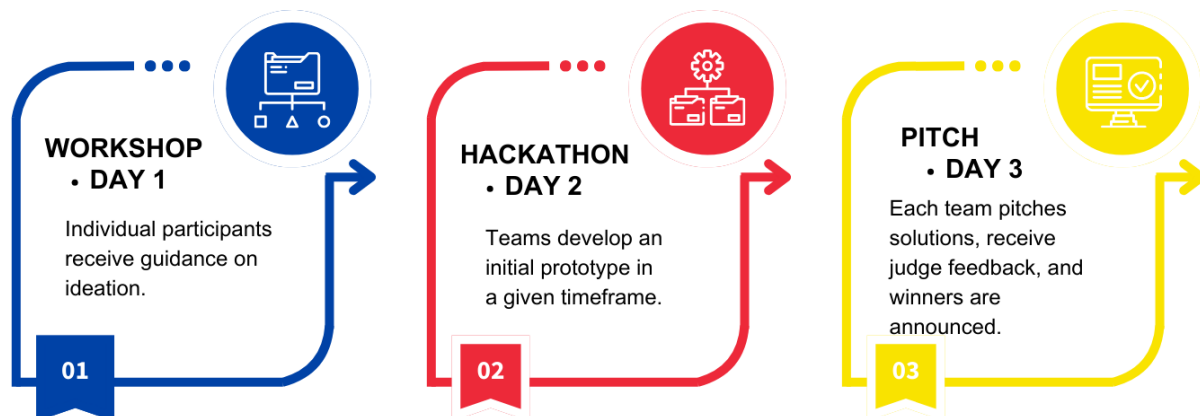 WORKSHOP
• DAY 1
Individual participants
receive guidance on
ideation.
01
HACKATHON
• DAY 2
Teams develop an
initial prototype in
a given timeframe.
02
PITCH
• DAY 3
Each team pitches
solutions, receive
judge feedback, and
winners are
announced.
03